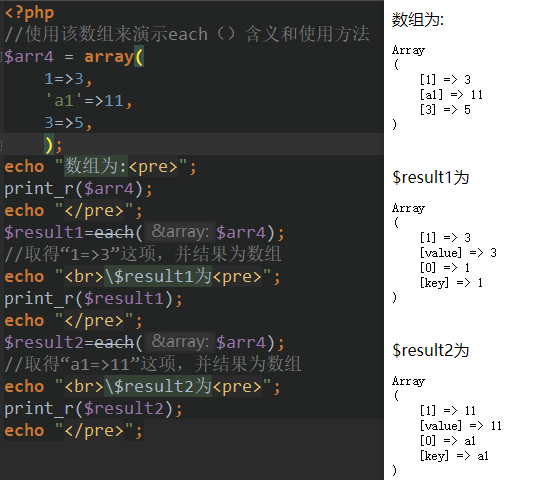 <?php
//使用该数组来演示each（）含义和使用方法
$arr4 = array(
    1=>3,
    'a1'=>11,
    3=>5,
    );
echo "数组为:<pre>";
print_r($arr4);
echo "</pre>";
$result1=each( &array: $arr4);
//取得“1=>3”这项，并结果为数组
echo "<br>\$result1为<pre>";
print_r($result1);
echo "</pre>";
$result2=each( &array: $arr4);
//取得“a1=>11”这项，并结果为数组
echo "<br>\$result2为<pre>";
print_r($result2);
echo "</pre>";
数组为:
Array
(
    [1] => 3
    [a1] => 11
    [3] => 5
)
$result1为
Array
(
    [1] => 3
    [value] => 3
    [0] => 1
    [key] => 1
)
$result2为
Array
(
    [1] => 11
    [value] => 11
    [0] => a1
    [key] => a1
)